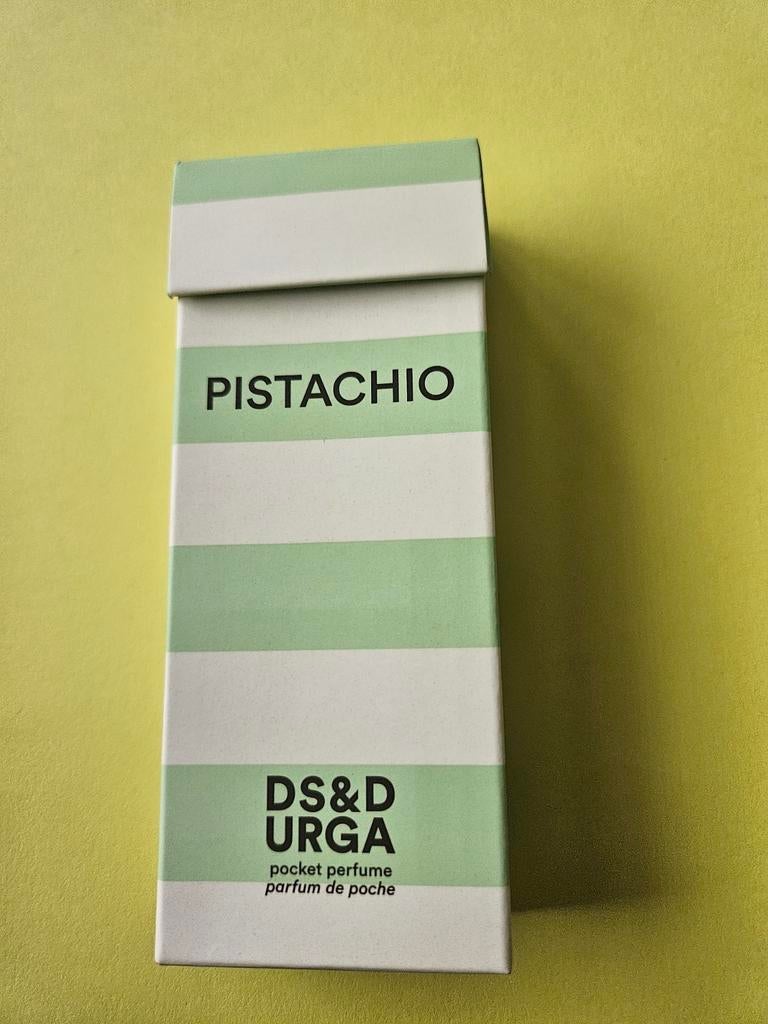 PISTACHIO
DS&D
URGA
pocket perfume
parfum de poche